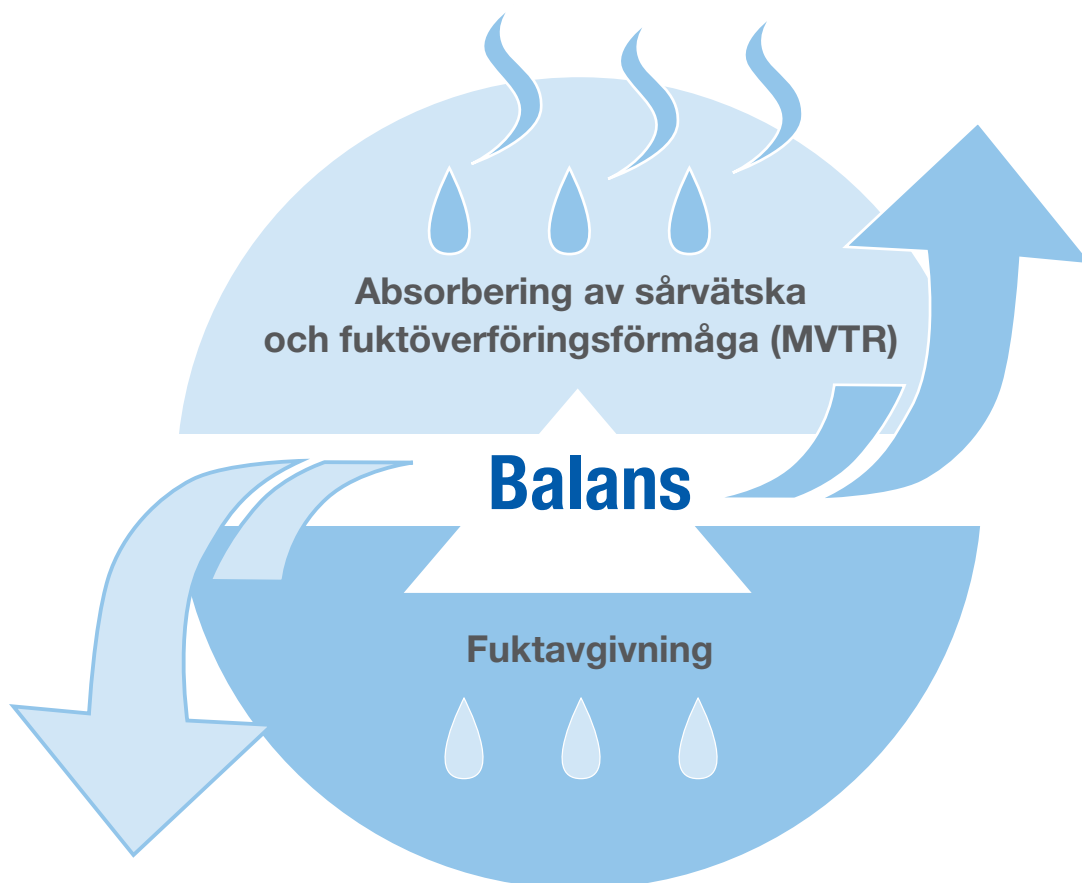 Absorbering av sårvätska
och fuktöverföringsförmåga (MVTR)
Balans
Fuktavgivning